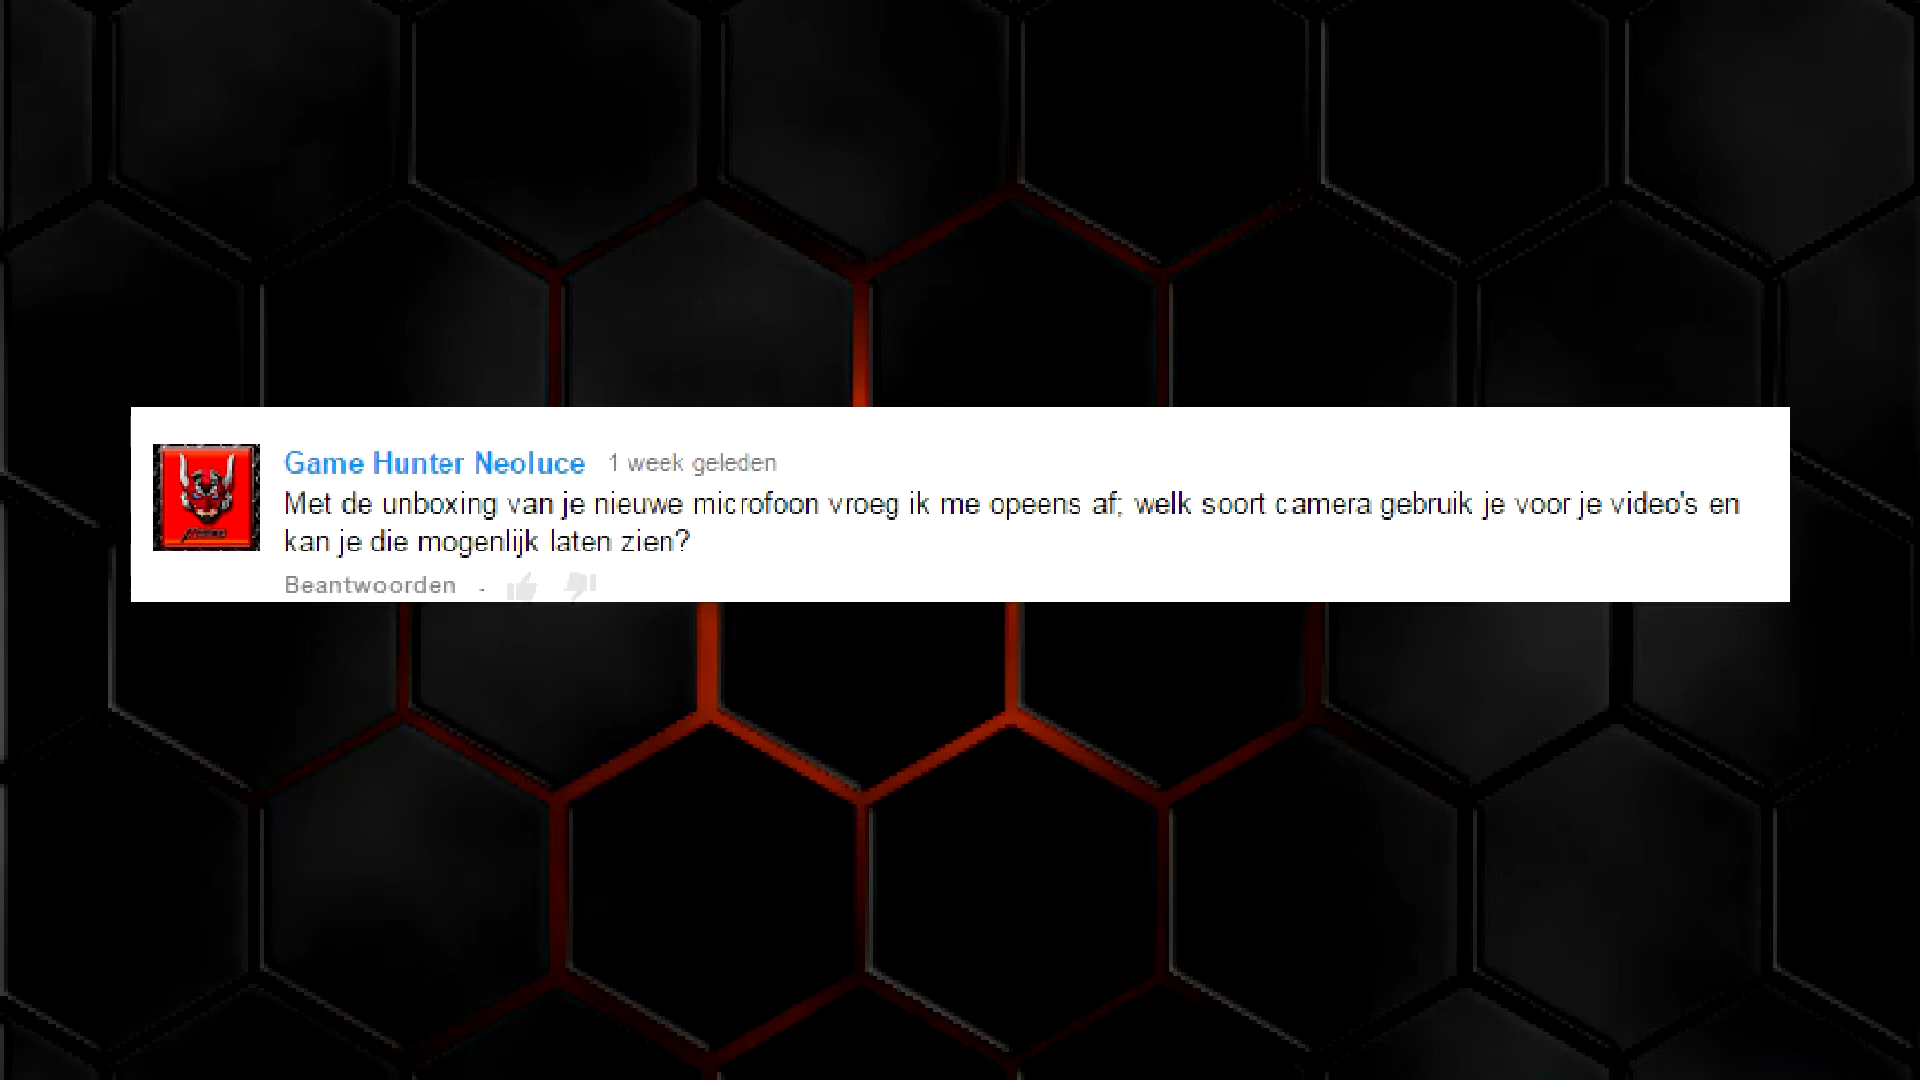 Game Hunter Neoluce 1 week geleden
Met de unboxing van je nieuwe microfoon vroeg ik me opeens af; welk soort camera gebruik je voor je video's en
kan je die mogenlijk laten zien?
Beantwoorden